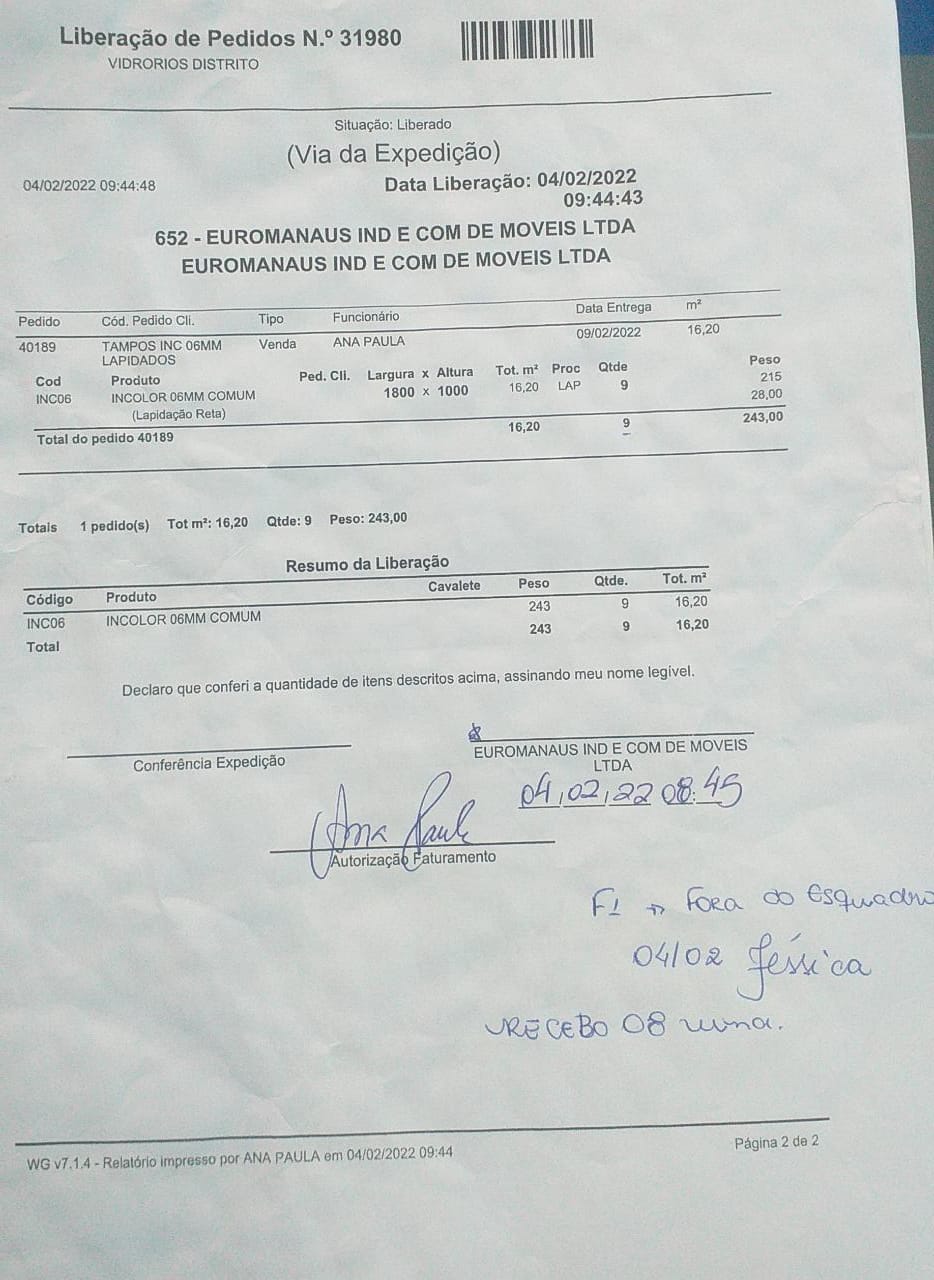 Liberação de Pedidos N.º 31980
VIDRORIOS DISTRITO
Situação: Liberado
(Via da Expedição)
04/02/2022 09:44:48
Data Liberação: 04/02/2022
09:44:43
652 - EUROMANAUS IND E COM DE MOVEIS LTDA
EUROMANAUS IND E COM DE MOVEIS LTDA
Pedido Cód. Pedido Cli. Tipo Funcionário Data Entrega m²
40189 TAMPOS INC 06MM Venda ANA PAULA 09/02/2022 16,20
LAPIDADOS
Cod Produto Ped. Cli. Largura x Altura Tot. m² Proc Qtde Peso
INC06 INCOLOR 06MM COMUM 1800 x 1000 16,20 LAP 9 215
(Lapidação Reta) 28,00
Total do pedido 40189 16,20 9 243,00
Totais 1 pedido(s) Tot m²: 16,20 Qtde: 9 Peso: 243,00
Resumo da Liberação
Código Produto Cavalete Peso Qtde. Tot. m²
INC06 INCOLOR 06MM COMUM 243 9 16,20
Total 243 9 16,20
Declaro que conferi a quantidade de itens descritos acima, assinando meu nome legível.
Conferência Expedição
EUROMANAUS IND E COM DE MOVEIS
LTDA
04,02,22 08:45
Ana Paula
Autorização Faturamento
FORA do Esquadro
04/02 Jéssica
RECEBO 08
WG v7.1.4 - Relatório impresso por ANA PAULA em 04/02/2022 09:44
Página 2 de 2